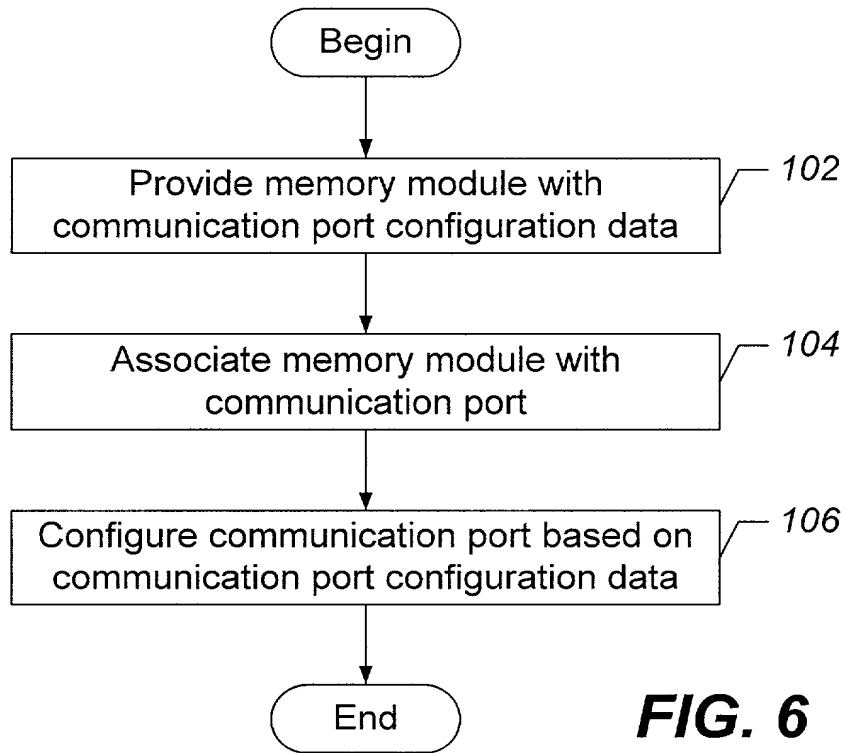 Begin
Provide memory module with
communication port configuration data
102
Associate memory module with
communication port
104
Configure communication port based on
communication port configuration data
106
End
FIG. 6